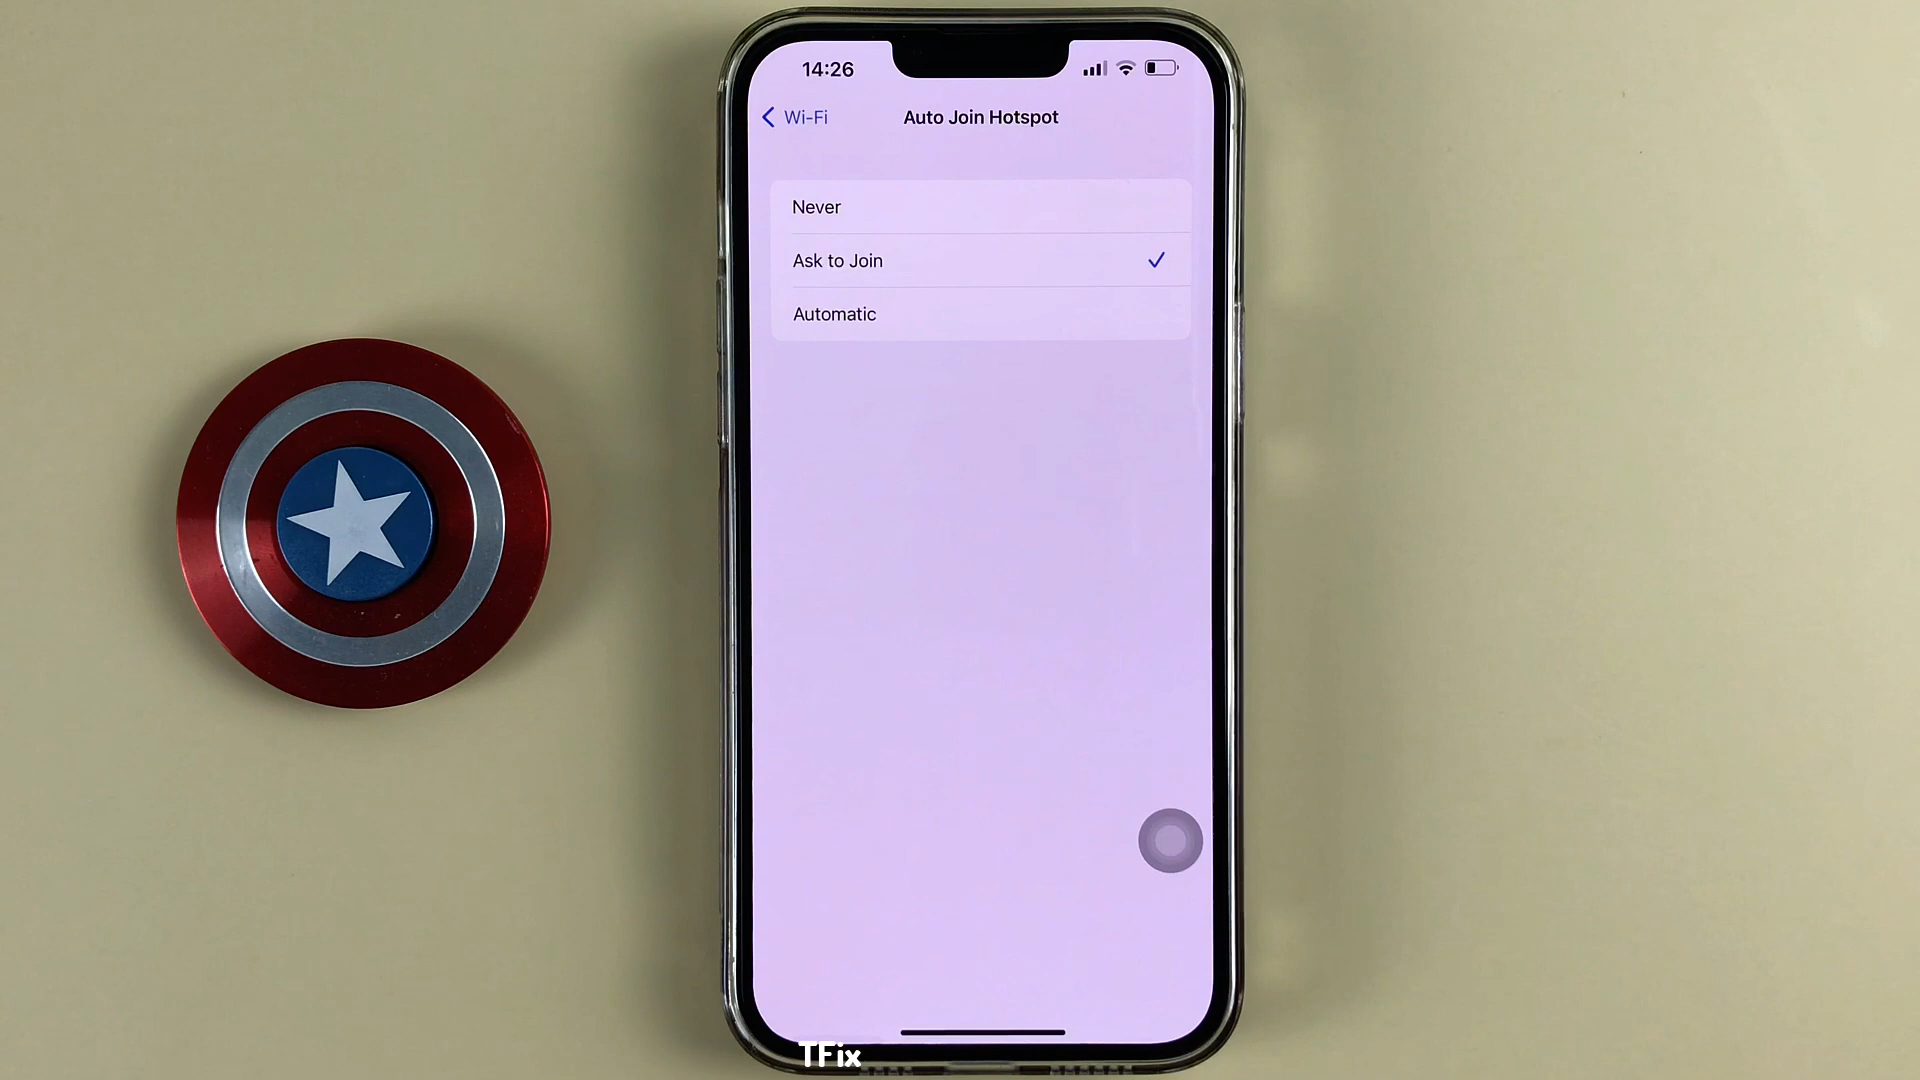 14:26
Wi-Fi
Auto Join Hotspot
Never
Ask to Join
Automatic
TFix